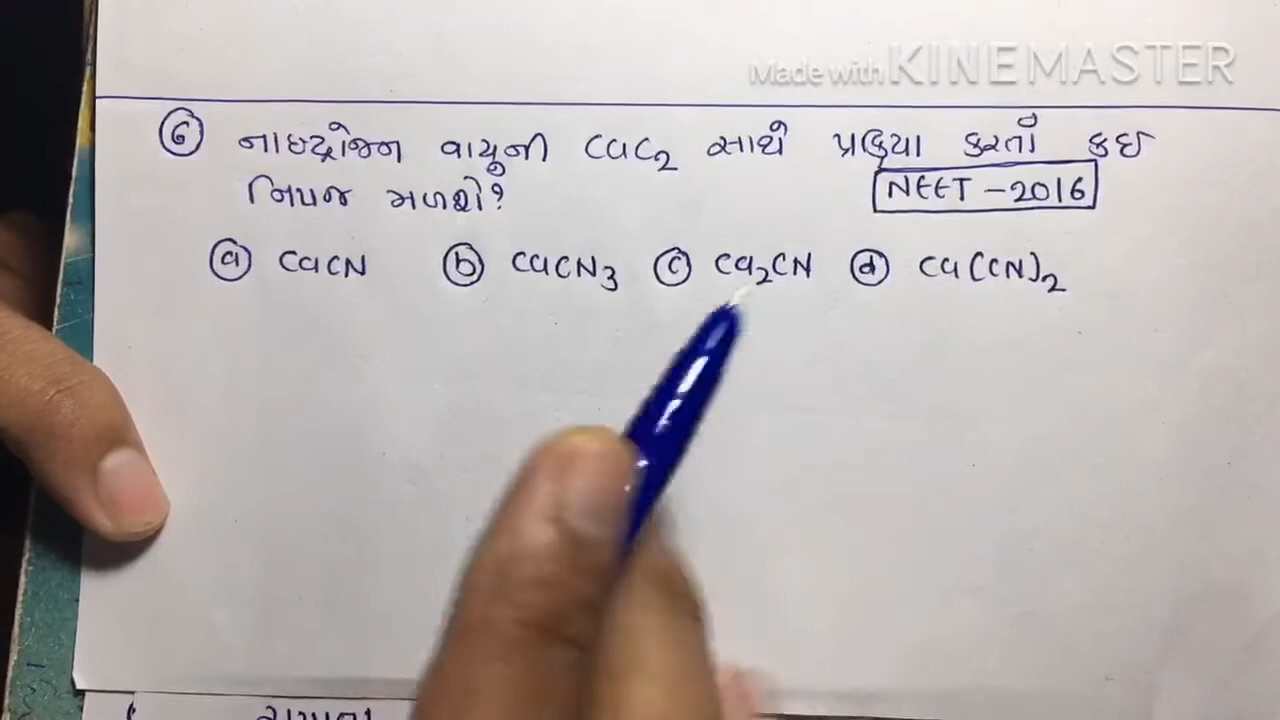 Made with KINEMASTER
6 નાઇટ્રોજન વાયુની CaC2 સાથે પ્રક્રિયા કરતાઁ કઇ
નિપજ મળશે? NEET - 2016
a CaCN b CaCN3 c Ca2CN d Ca(CN)2